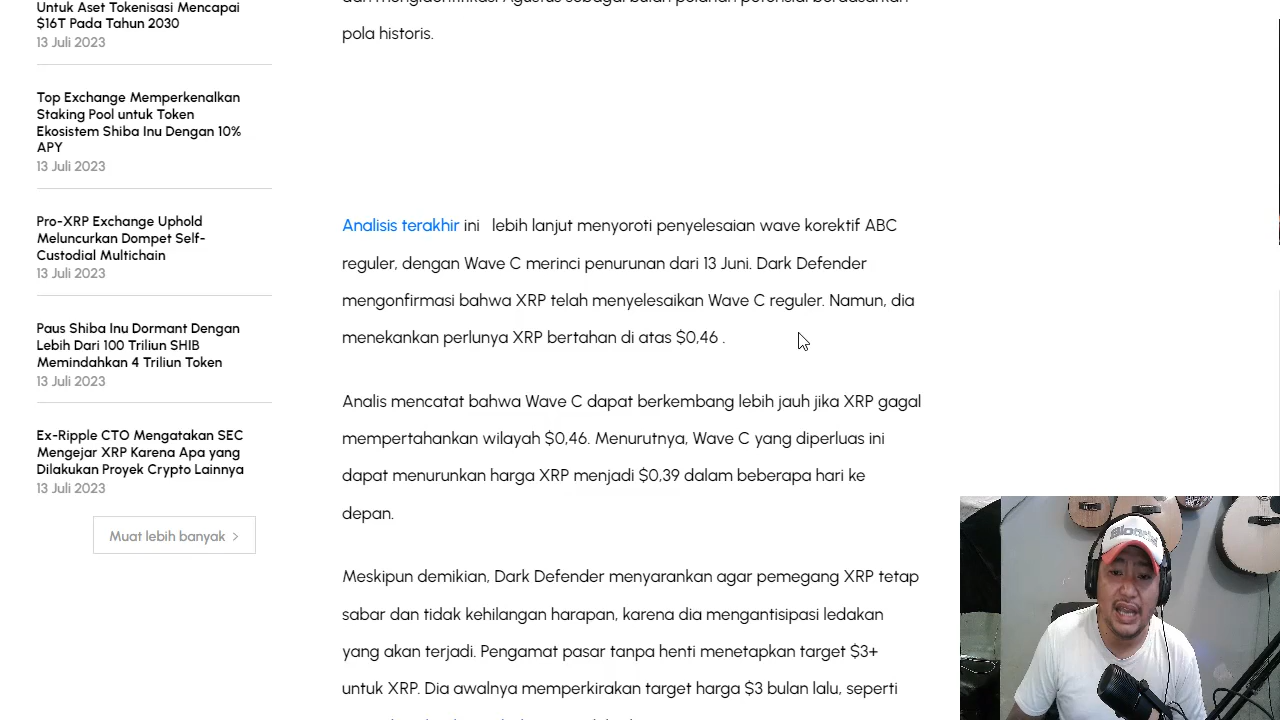 Untuk Aset Tokenisasi Mencapai
$16T Pada Tahun 2030
13 Juli 2023
Top Exchange Memperkenalkan
Staking Pool untuk Token
Ekosistem Shiba Inu Dengan 10%
APY
13 Juli 2023
Pro-XRP Exchange Uphold
Meluncurkan Dompet Self-
Custodial Multichain
13 Juli 2023
Paus Shiba Inu Dormant Dengan
Lebih Dari 100 Triliun SHIB
Memindahkan 4 Triliun Token
13 Juli 2023
Ex-Ripple CTO Mengatakan SEC
Mengejar XRP Karena Apa yang
Dilakukan Proyek Crypto Lainnya
13 Juli 2023
Muat lebih banyak
pola historis.
Analisis terakhir ini lebih lanjut menyoroti penyelesaian wave korektif ABC
reguler, dengan Wave C merinci penurunan dari 13 Juni. Dark Defender
mengonfirmasi bahwa XRP telah menyelesaikan Wave C reguler. Namun, dia
menekankan perlunya XRP bertahan di atas $0,46 .
Analis mencatat bahwa Wave C dapat berkembang lebih jauh jika XRP gagal
mempertahankan wilayah $0,46. Menurutnya, Wave C yang diperluas ini
dapat menurunkan harga XRP menjadi $0,39 dalam beberapa hari ke
depan.
Meskipun demikian, Dark Defender menyarankan agar pemegang XRP tetap
sabar dan tidak kehilangan harapan, karena dia mengantisipasi ledakan
yang akan terjadi. Pengamat pasar tanpa henti menetapkan target $3+
untuk XRP. Dia awalnya memperkirakan target harga $3 bulan lalu, seperti